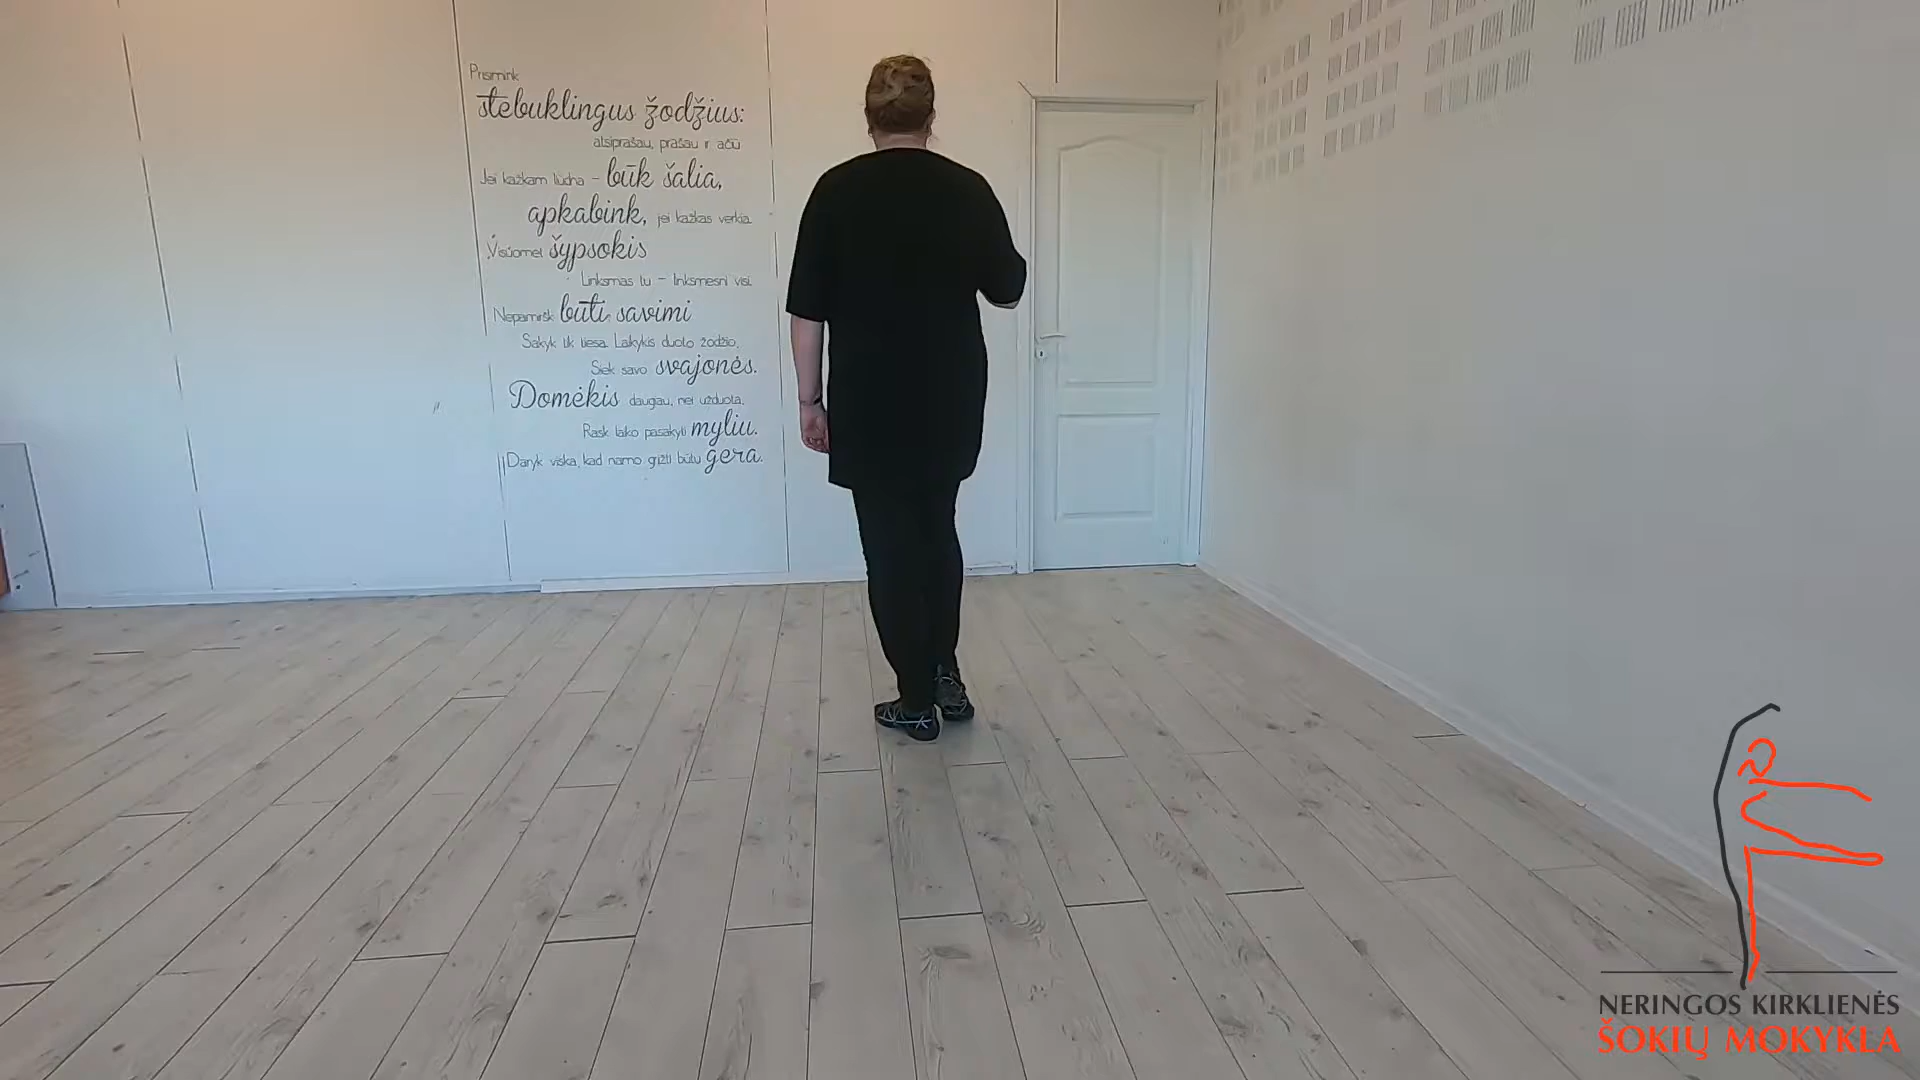 Prisimink
stebuklingus žodžius:
atsiprašau, prašau ir ačiū
Jei kažkam liūdna - būk šalia,
apkabink, jei kažkas verkia.
Visuomet šypsokis
Linksmas tu - linksmesni visi.
Nepamiršk būti savimi
Sakyk tik tiesą. Laikykis duoto žodžio,
Siek savo svajonės.
Domėkis daugiau, nei užduota,
Rask laiko pasakyti myliu.
Daryk viską, kad namo grįžti būtų gera.
NERINGOS KIRKLIENĖS
ŠOKIŲ MOKYKLA